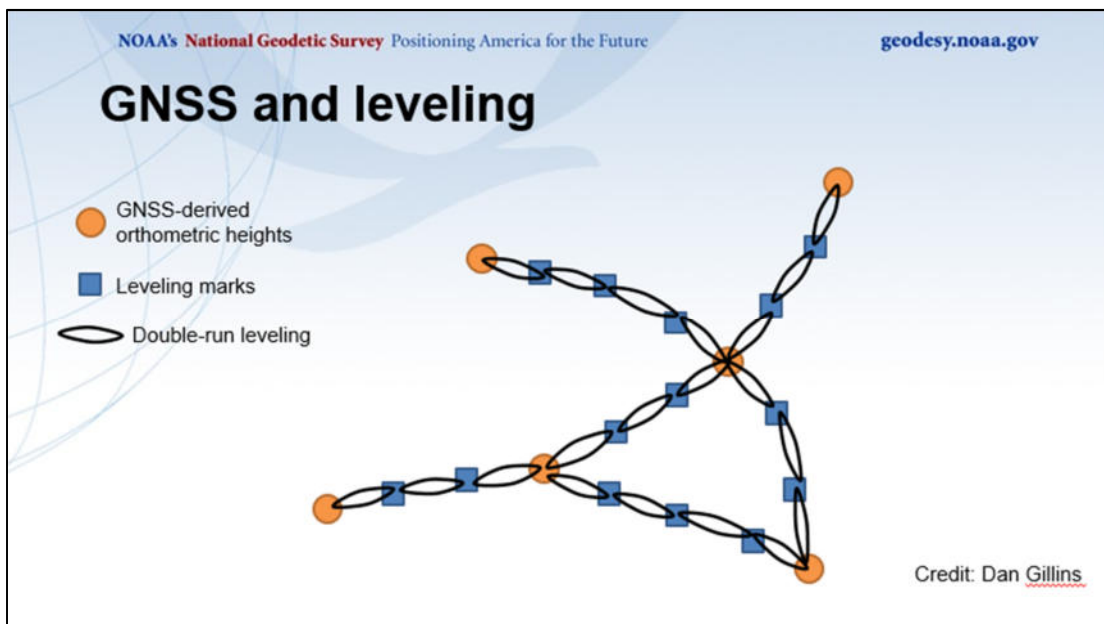 NOAA's National Geodetic Survey Positioning America for the Future geodesy.noaa.gov
GNSS and leveling
GNSS-derived
orthometric heights
Leveling marks
Double-run leveling
Credit: Dan Gillins